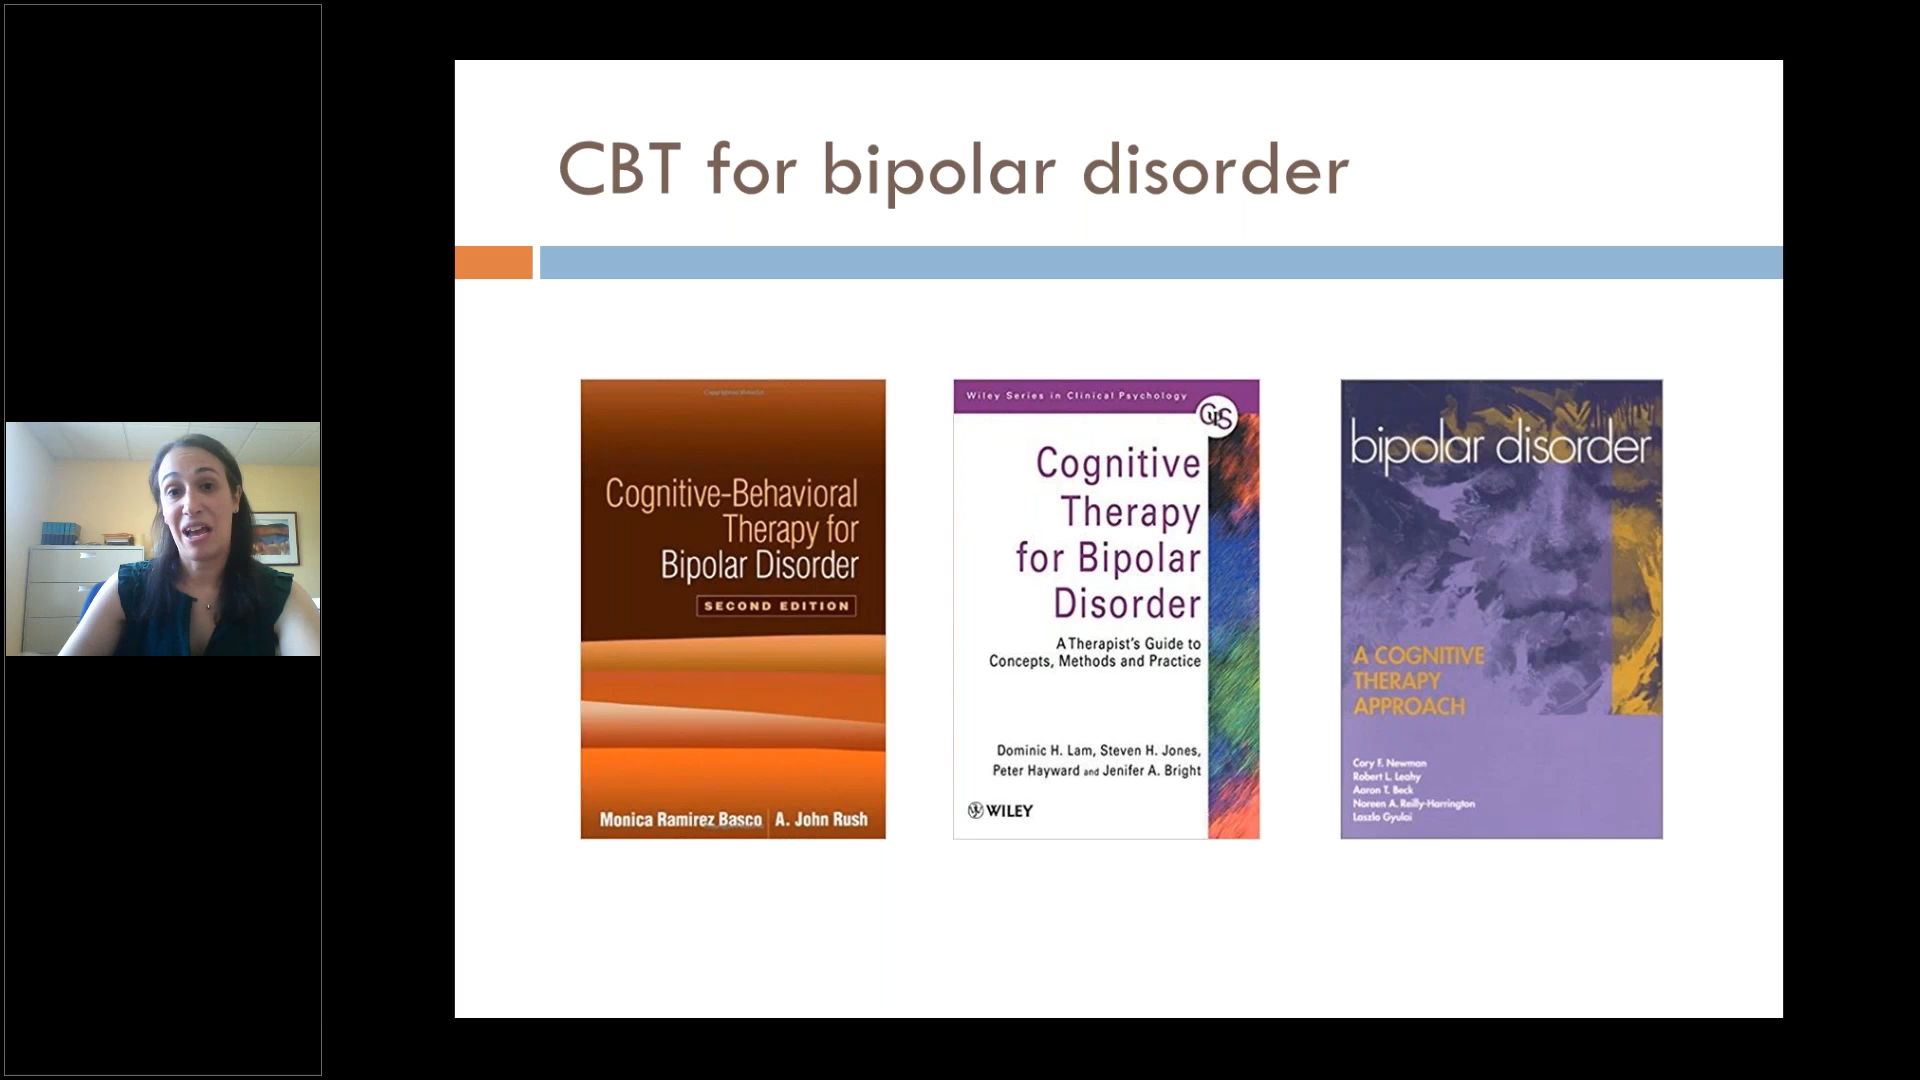 CBT for bipolar disorder
Cognitive-Behavioral
Therapy for
Bipolar Disorder
SECOND EDITION
Monica Ramirez Basco A. John Rush
Wiley Series in Clinical Psychology
Cognitive
Therapy
for Bipolar
Disorder
A Therapist's Guide to
Concepts, Methods and Practice
Dominic H. Lam, Steven H. Jones,
Peter Hayward and Jenifer A. Bright
WILEY
bipolar disorder
A COGNITIVE
THERAPY
APPROACH
Cory F. Newman
Robert L. Leahy
Aaron T. Beck
Noreen A. Reilly-Harrington
Laszlo Gyulai